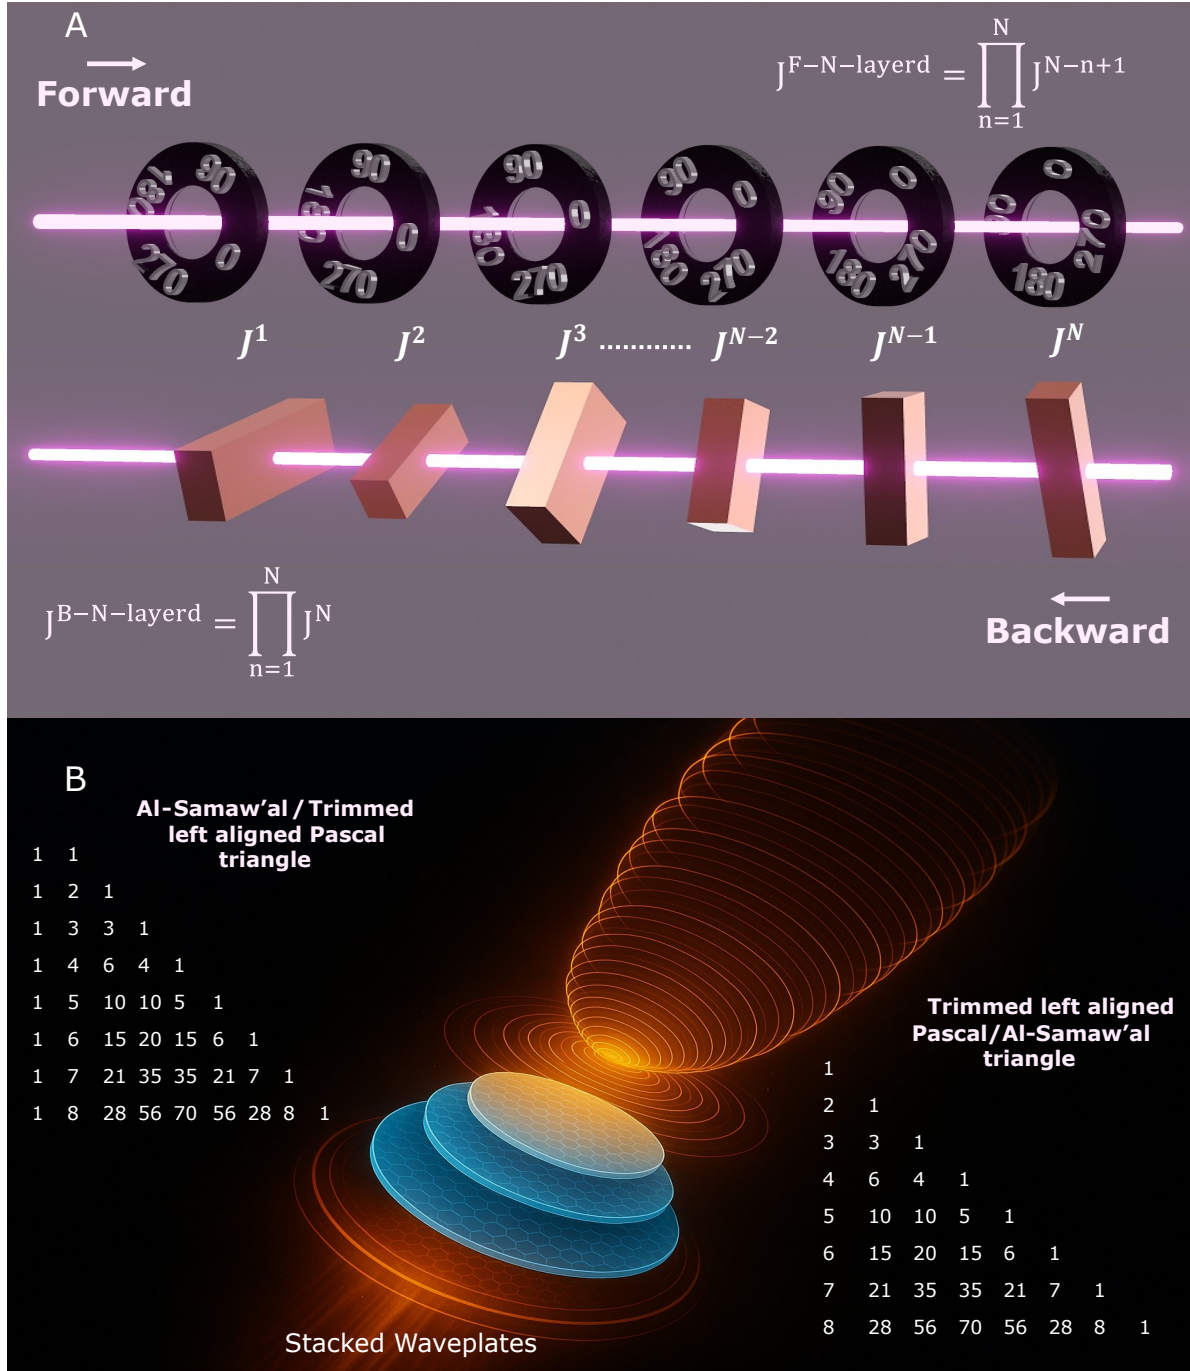 A
Forward
J^{F−N−layerd} = ∏_{n=1}^{N} J^{N−n+1}
180 90 270 0
90 180 0 270
90 180 0 270
90 0 180 270
90 0 180 270
0 90 270 180
J^1 J^2 J^3 ............ J^{N−2} J^{N−1} J^N
J^{B−N−layerd} = ∏_{n=1}^{N} J^N
Backward
B
Al-Samaw'al / Trimmed
left aligned Pascal
triangle
1 1
1 2 1
1 3 3 1
1 4 6 4 1
1 5 10 10 5 1
1 6 15 20 15 6 1
1 7 21 35 35 21 7 1
1 8 28 56 70 56 28 8 1
Trimmed left aligned
Pascal/Al-Samaw'al
triangle
1
2 1
3 3 1
4 6 4 1
5 10 10 5 1
6 15 20 15 6 1
7 21 35 35 21 7 1
8 28 56 70 56 28 8 1
Stacked Waveplates